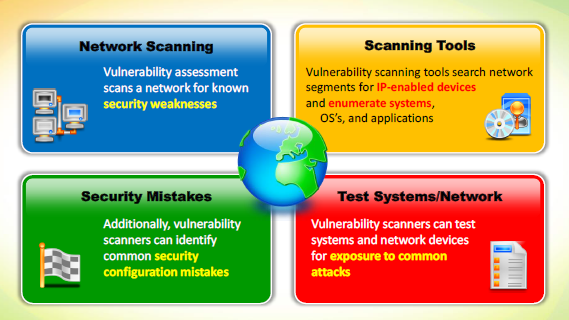 Network Scanning
Vulnerability assessment
scans a network for known
security weaknesses
Scanning Tools
Vulnerability scanning tools search network
segments for IP-enabled devices
and enumerate systems,
OS's, and applications
Security Mistakes
Additionally, vulnerability
scanners can identify
common security
configuration mistakes
Test Systems/Network
Vulnerability scanners can test
systems and network devices
for exposure to common
attacks